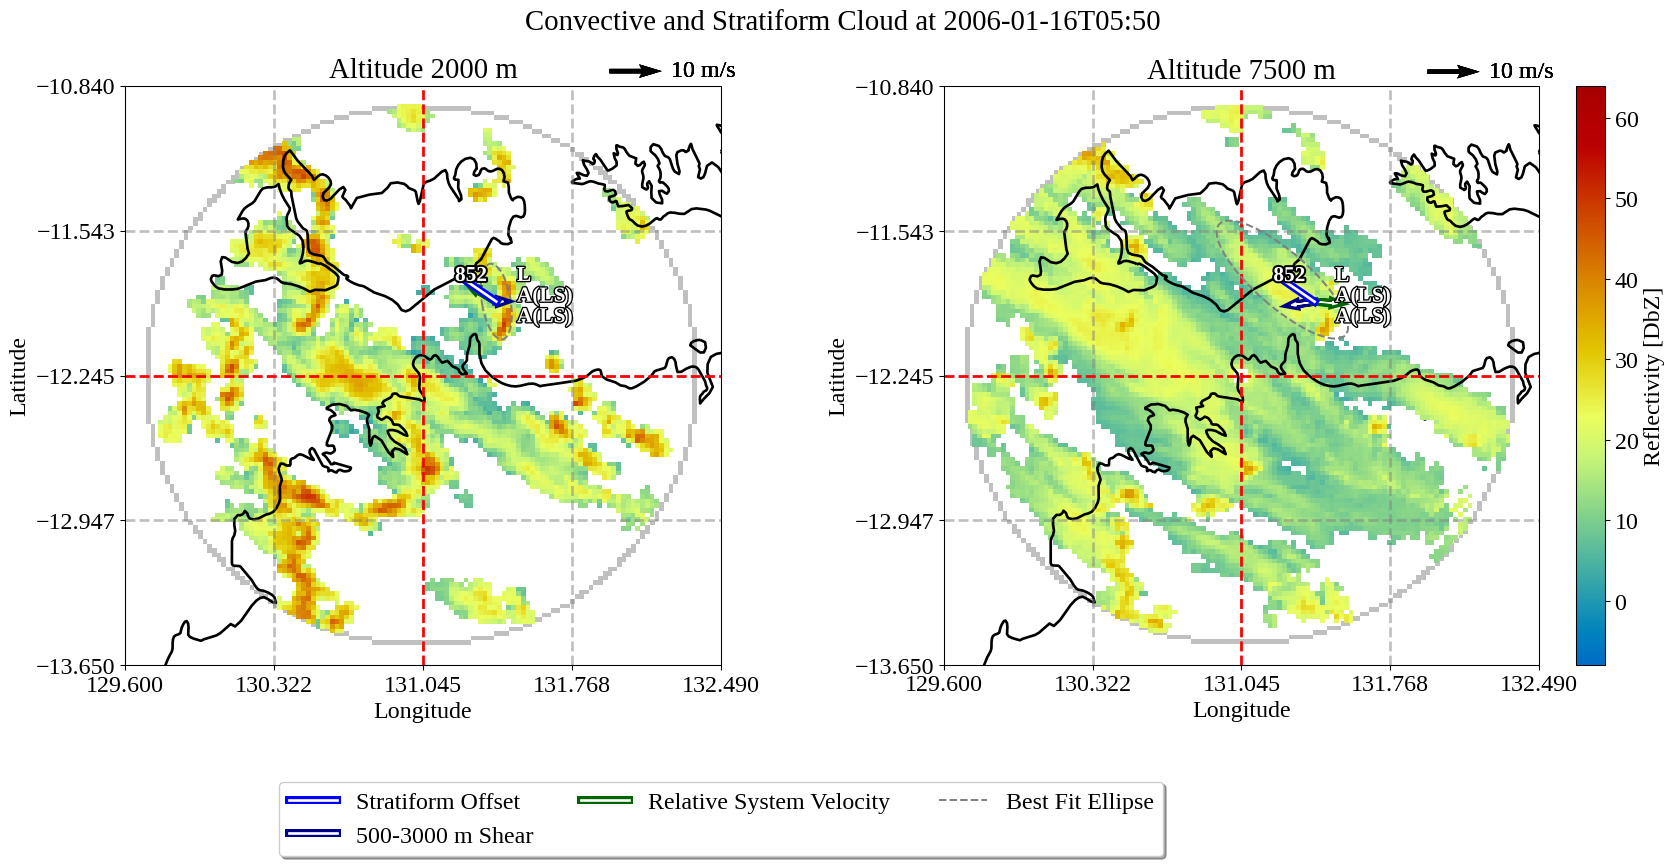 Convective and Stratiform Cloud at 2006-01-16T05:50
Altitude 2000 m
10 m/s
−10.840
−11.543
−12.245
−12.947
−13.650
Latitude
129.600 130.322 131.045 131.768 132.490
Longitude
852
L
A(LS)
A(LS)
Altitude 7500 m
10 m/s
−10.840
−11.543
−12.245
−12.947
−13.650
Latitude
129.600 130.322 131.045 131.768 132.490
Longitude
852
L
A(LS)
A(LS)
60
50
40
30
20
10
0
Reflectivity [DbZ]
Stratiform Offset
500-3000 m Shear
Relative System Velocity
Best Fit Ellipse